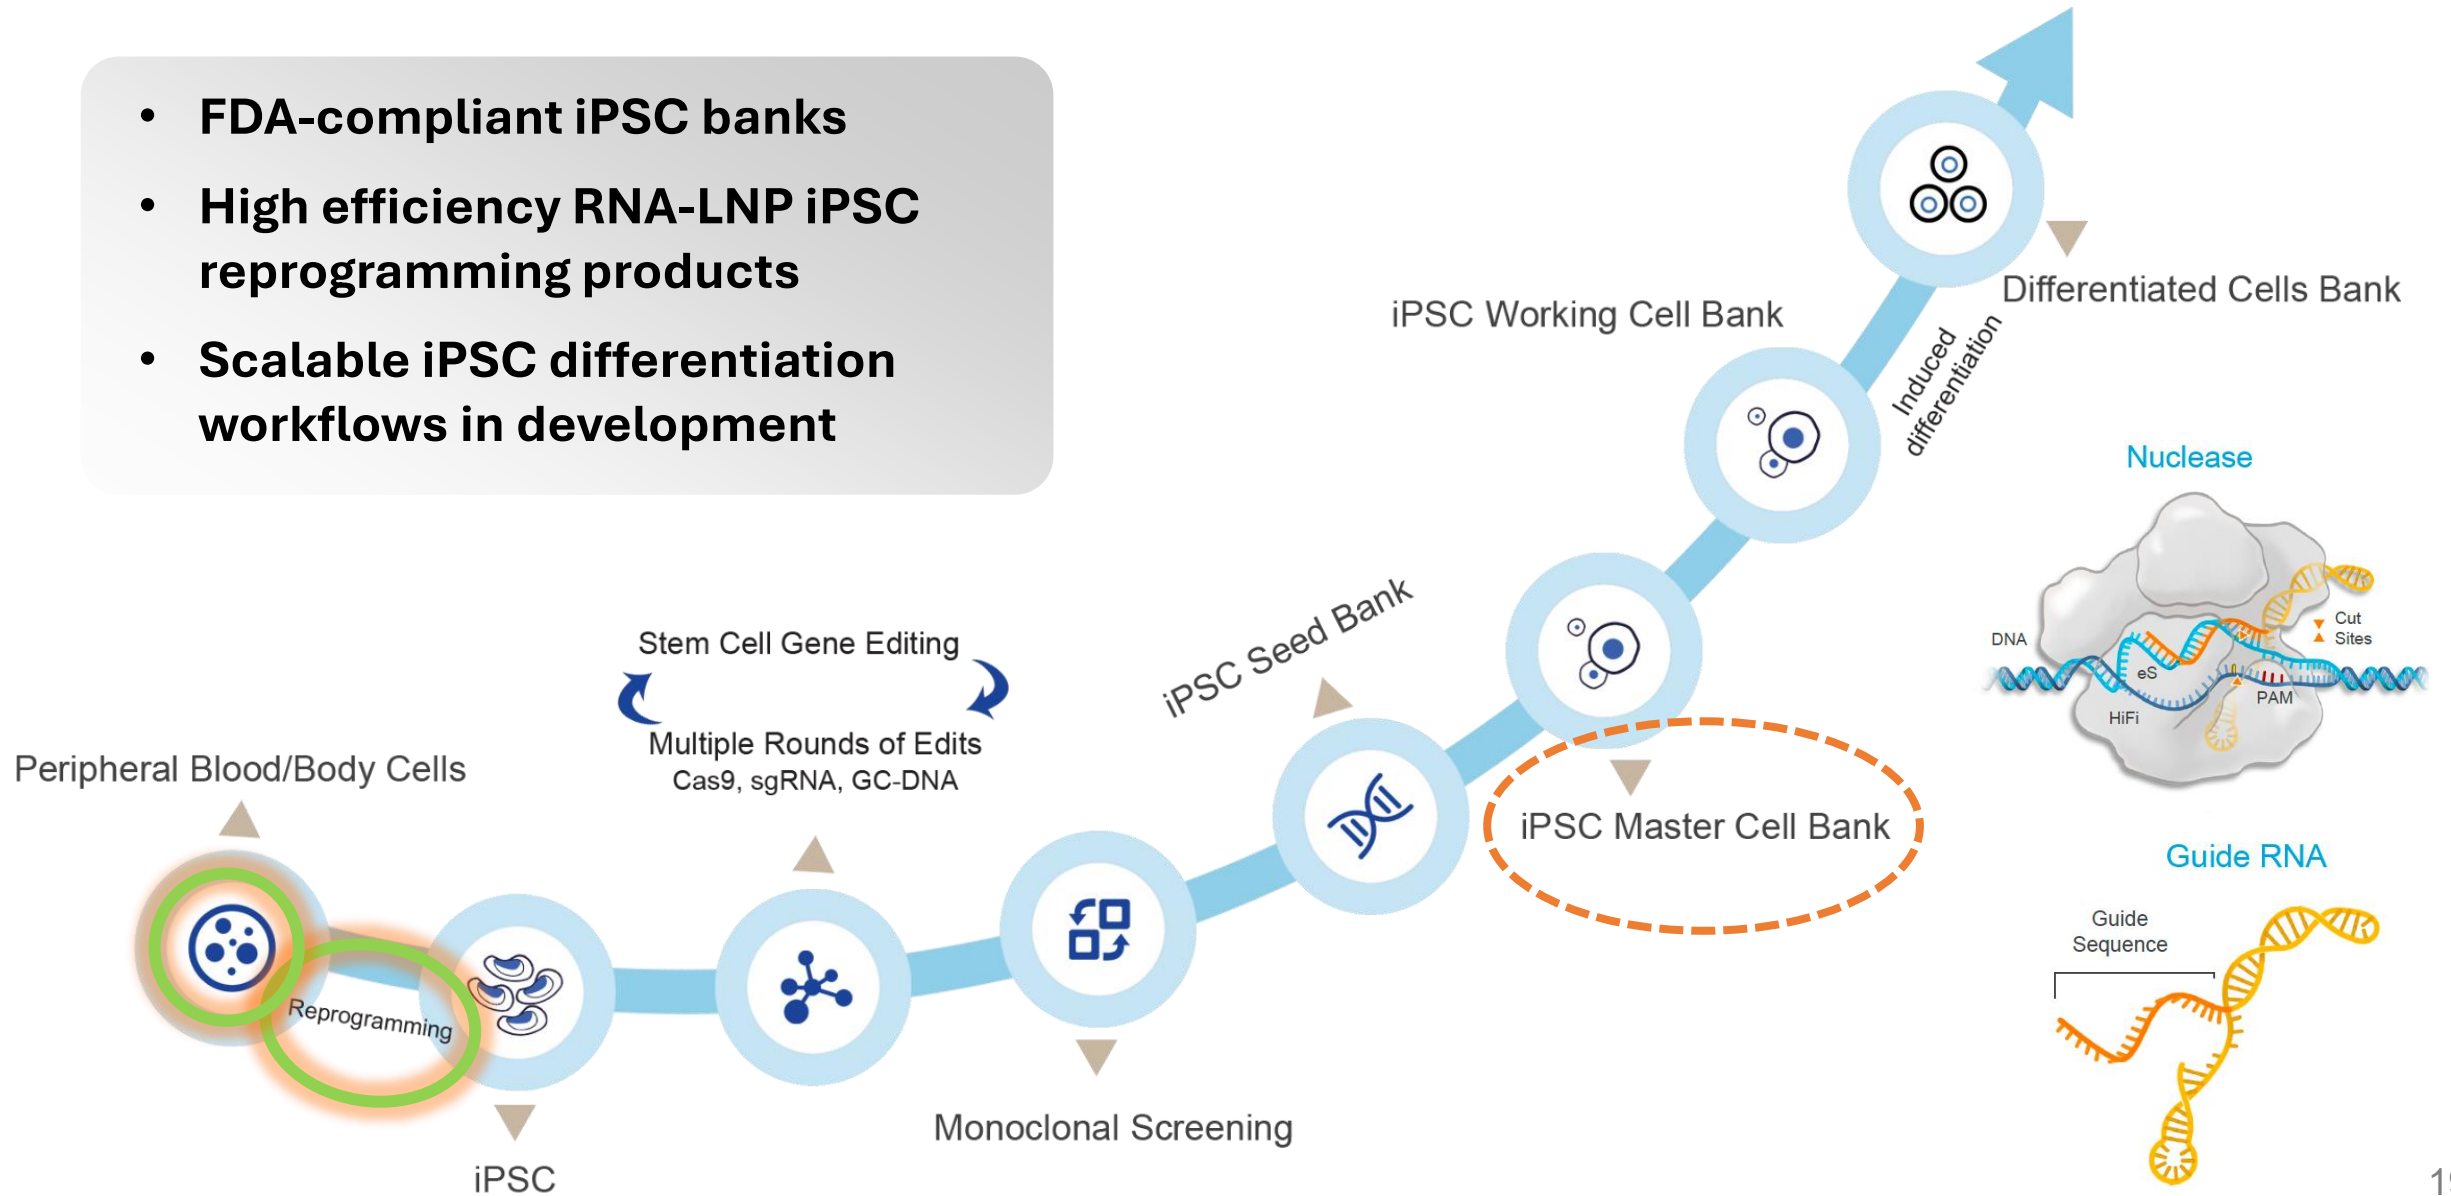 • FDA-compliant iPSC banks
• High efficiency RNA-LNP iPSC
reprogramming products
• Scalable iPSC differentiation
workflows in development
Peripheral Blood/Body Cells
Reprogramming
iPSC
Stem Cell Gene Editing
Multiple Rounds of Edits
Cas9, sgRNA, GC-DNA
Monoclonal Screening
iPSC Seed Bank
iPSC Master Cell Bank
iPSC Working Cell Bank
Induced
differentiation
Differentiated Cells Bank
Nuclease
DNA
Cut
Sites
eS
PAM
HiFi
Guide RNA
Guide
Sequence